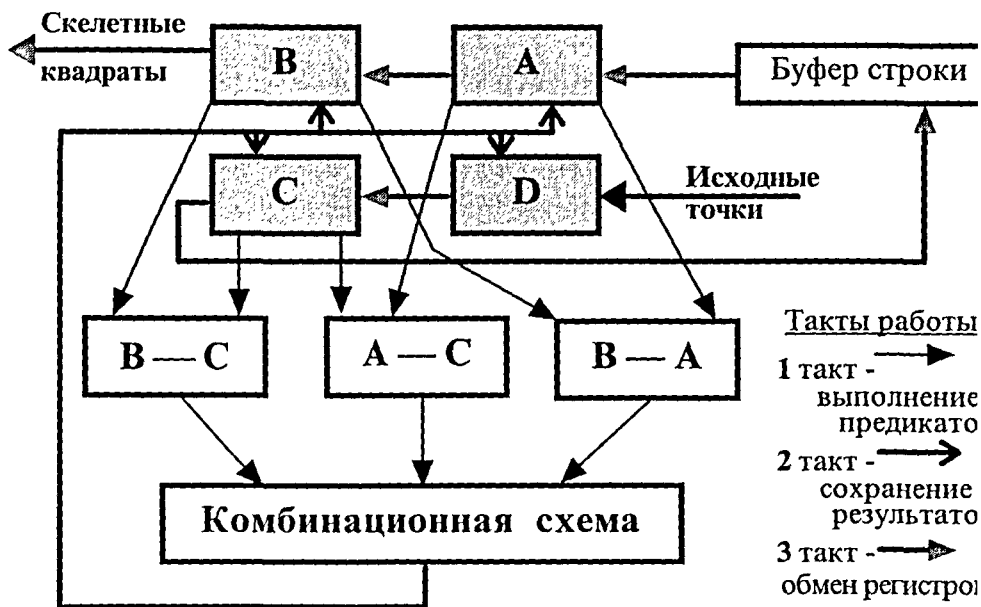 Скелетные
квадраты
B
A
Буфер строки
C
D
Исходные
точки
B — C
A — C
B — A
Комбинационная схема
Такты работы
1 такт -
выполнение
предикато
2 такт -
сохранение
результато
3 такт -
обмен регистро